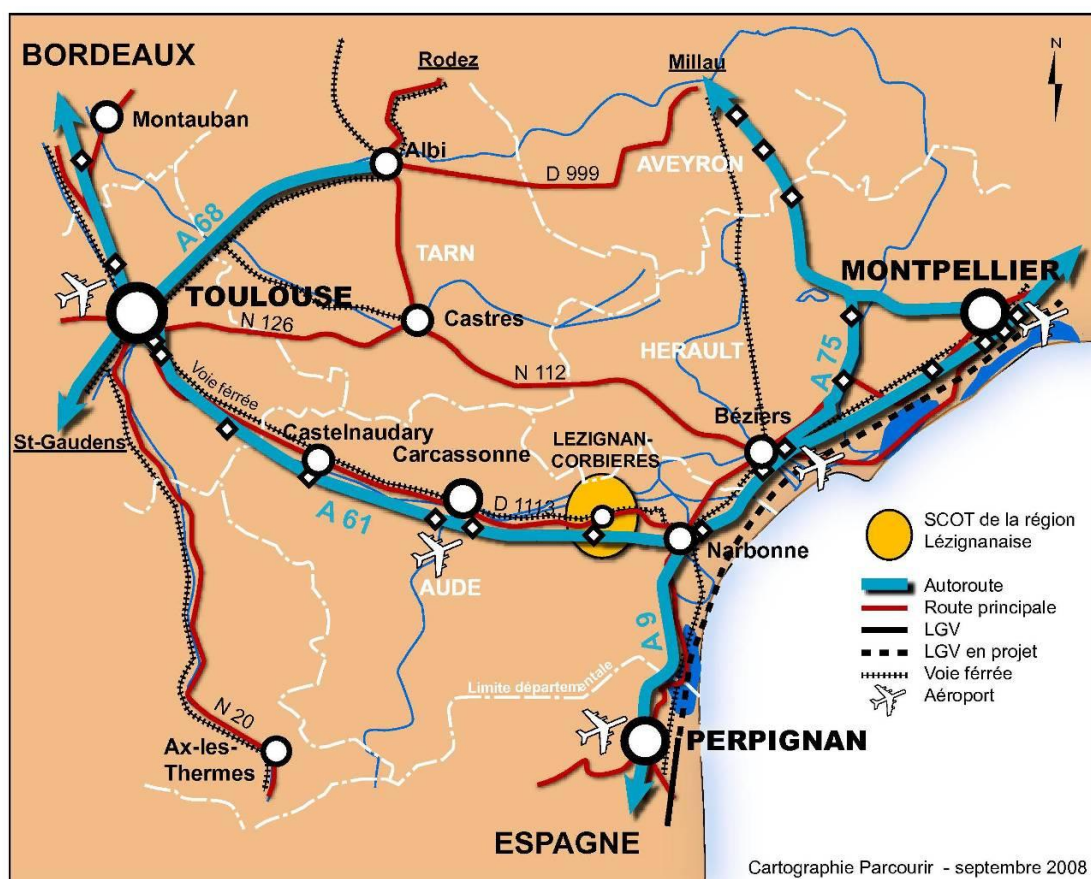 BORDEAUX
Rodez
Millau
N
Montauban
Albi
D 999
AVEYRON
A 68
TARN
MONTPELLIER
TOULOUSE
Castres
N 126
HERAULT
A 75
N 112
Voie férrée
Béziers
St-Gaudens
Castelnaudary
Carcassonne
LEZIGNAN-
CORBIERES
D 1113
A 61
Narbonne
AUDE
A 9
Limite départementale
N 20
Ax-les-
Thermes
PERPIGNAN
ESPAGNE
SCOT de la région
Lézignanaise
Autoroute
Route principale
LGV
LGV en projet
Voie férrée
Aéroport
Cartographie Parcourir - septembre 2008